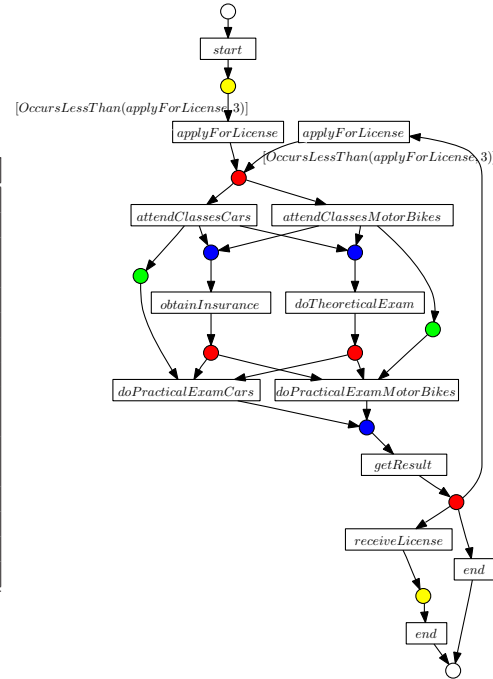 start
[OccursLessThan(applyForLicense,3)]
applyForLicense
applyForLicense
[OccursLessThan(applyForLicense,3)]
attendClassesCars
attendClassesMotorBikes
obtainInsurance
doTheoreticalExam
doPracticalExamCars
doPracticalExamMotorBikes
getResult
receiveLicense
end
end